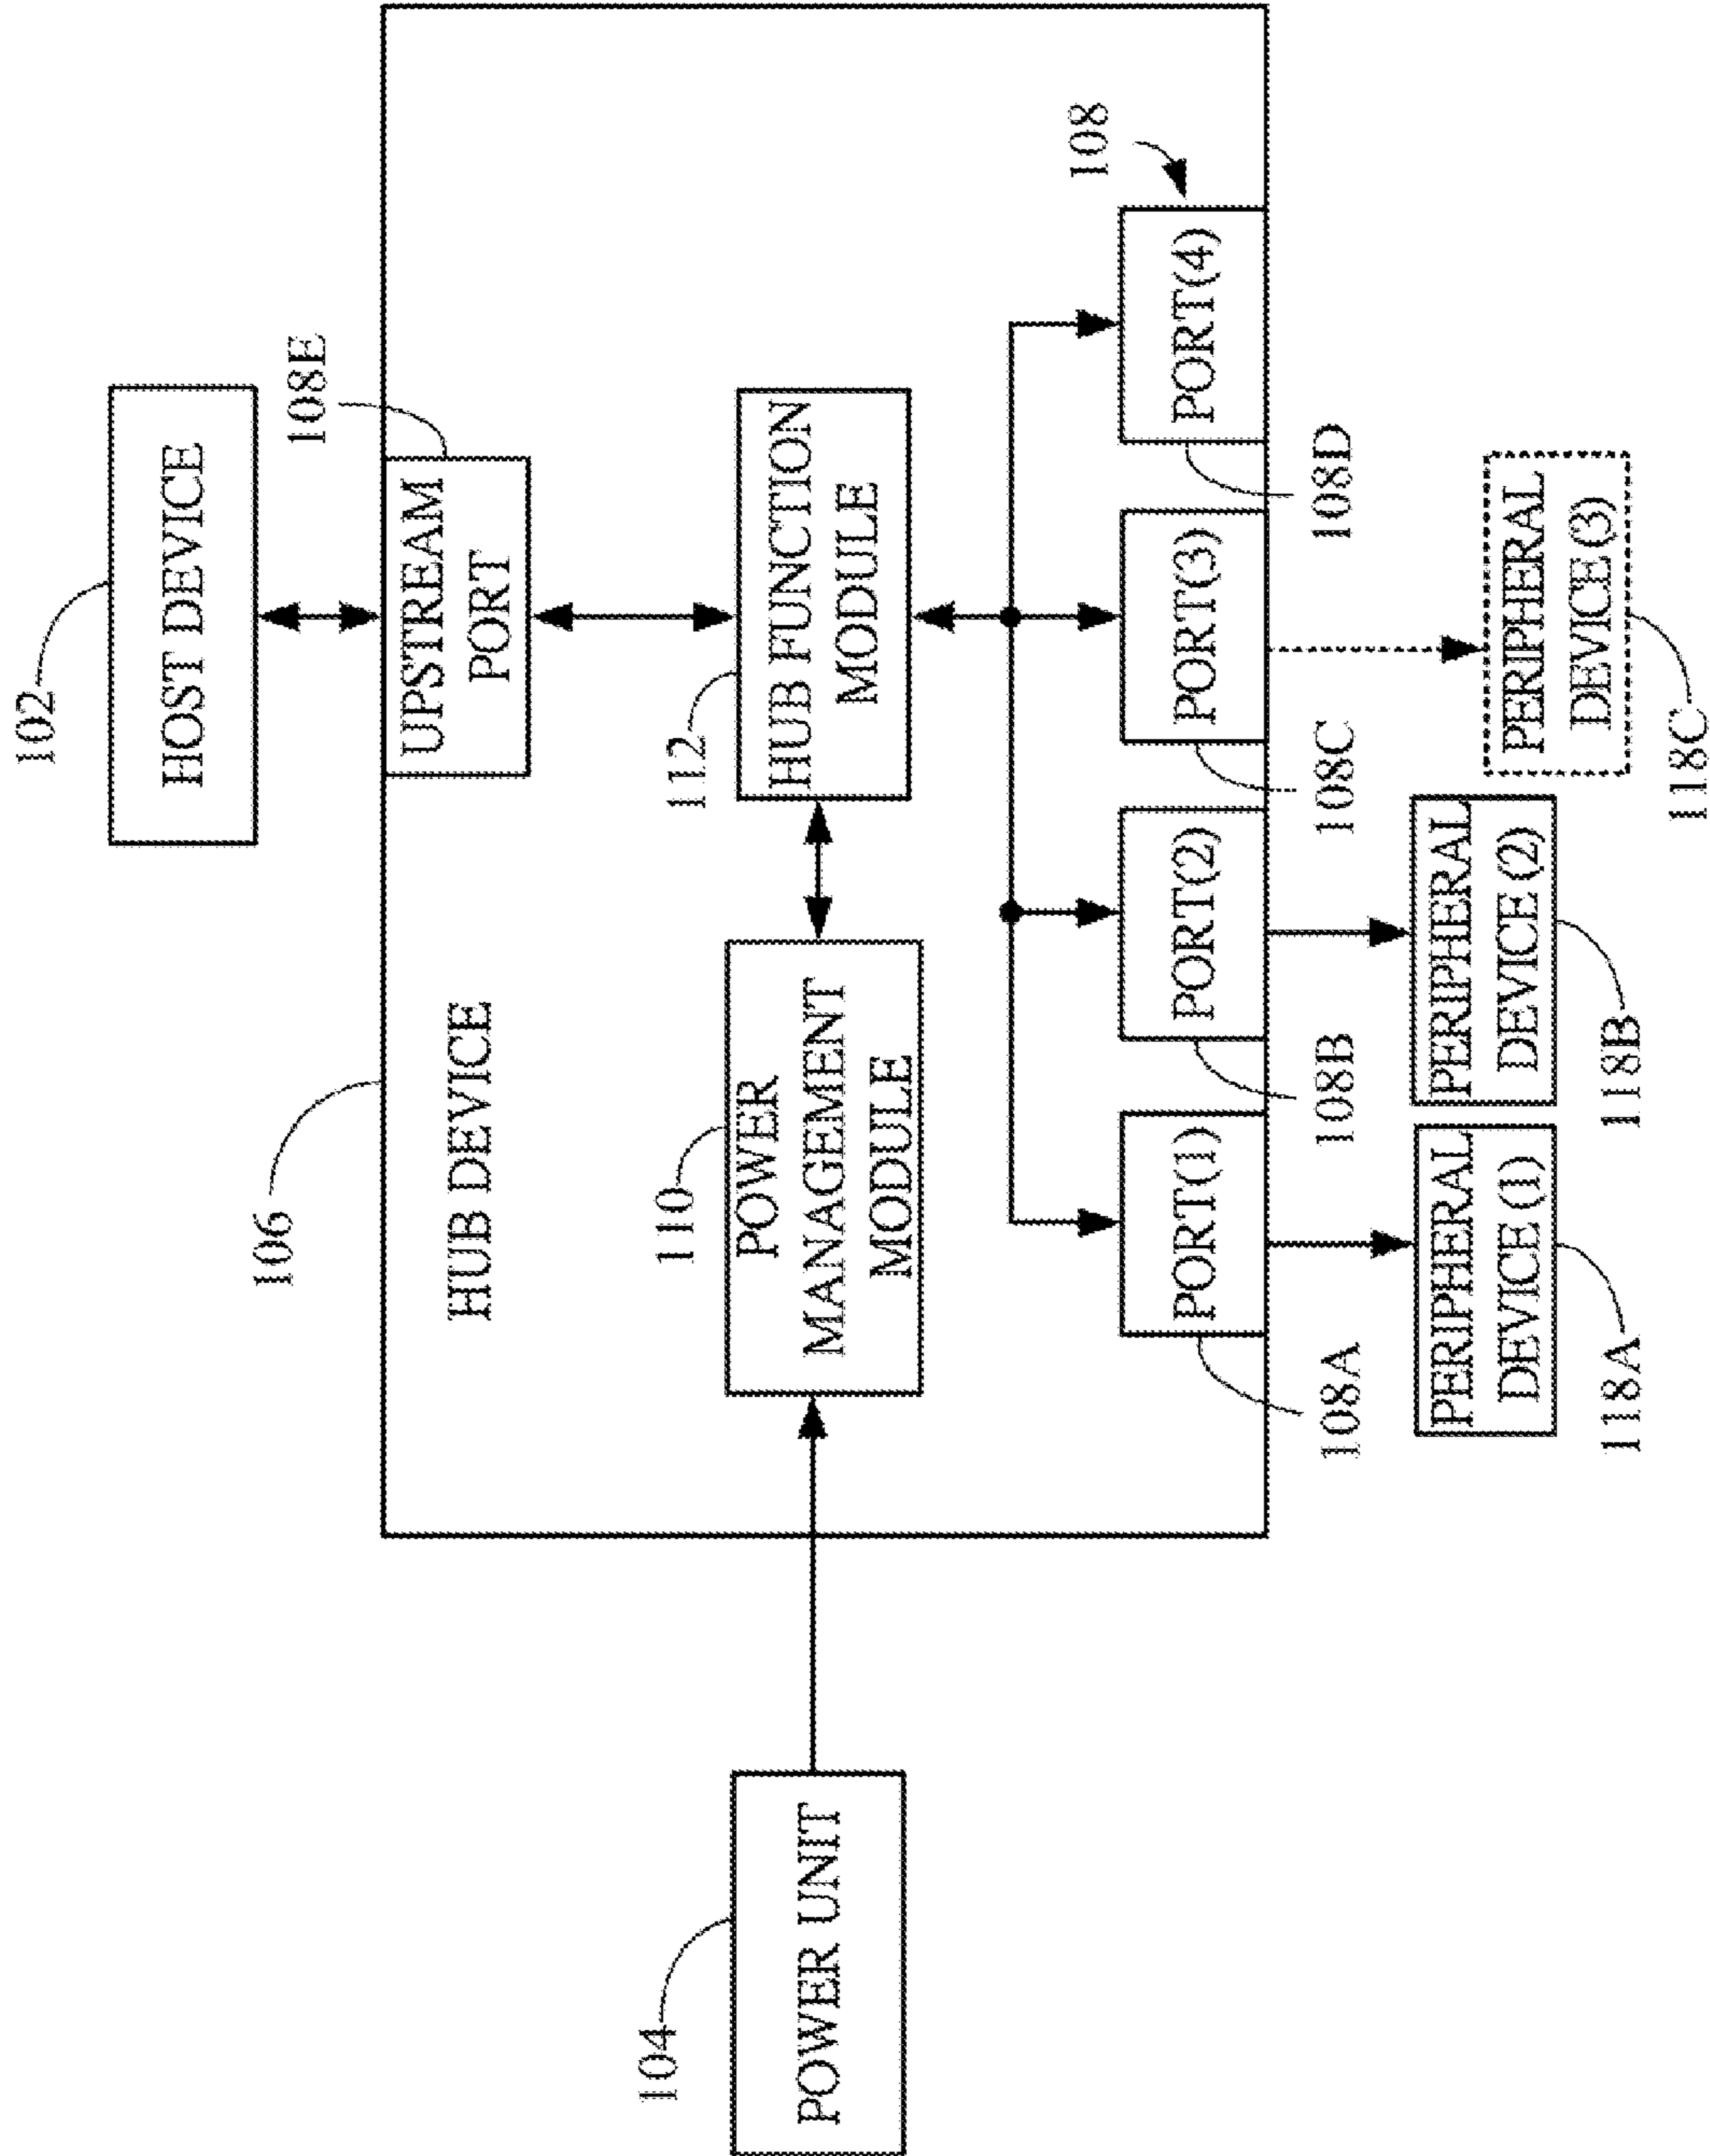 102
HOST DEVICE
106
HUB DEVICE
UPSTREAM
PORT
108E
104
POWER UNIT
110
POWER
MANAGEMENT
MODULE
112
HUB FUNCTION
MODULE
108
PORT(1)
PORT(2)
PORT(3)
PORT(4)
108A
108B
108C
108D
PERIPHERAL
DEVICE (1)
118A
PERIPHERAL
DEVICE (2)
118B
PERIPHERAL
DEVICE (3)
118C